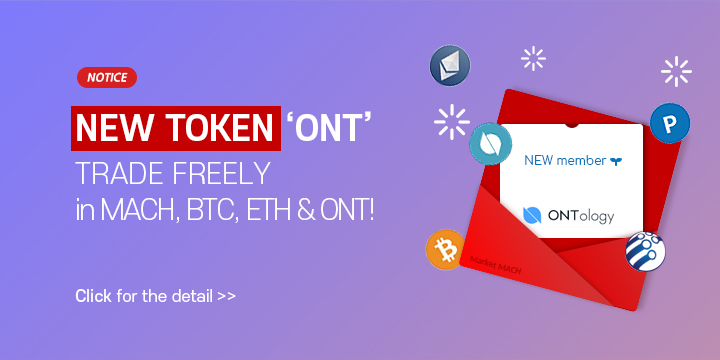 NOTICE
NEW TOKEN ‘ONT’
TRADE FREELY
in MACH, BTC, ETH & ONT!
Click for the detail >>
NEW member
ONTology
P
Market MACH